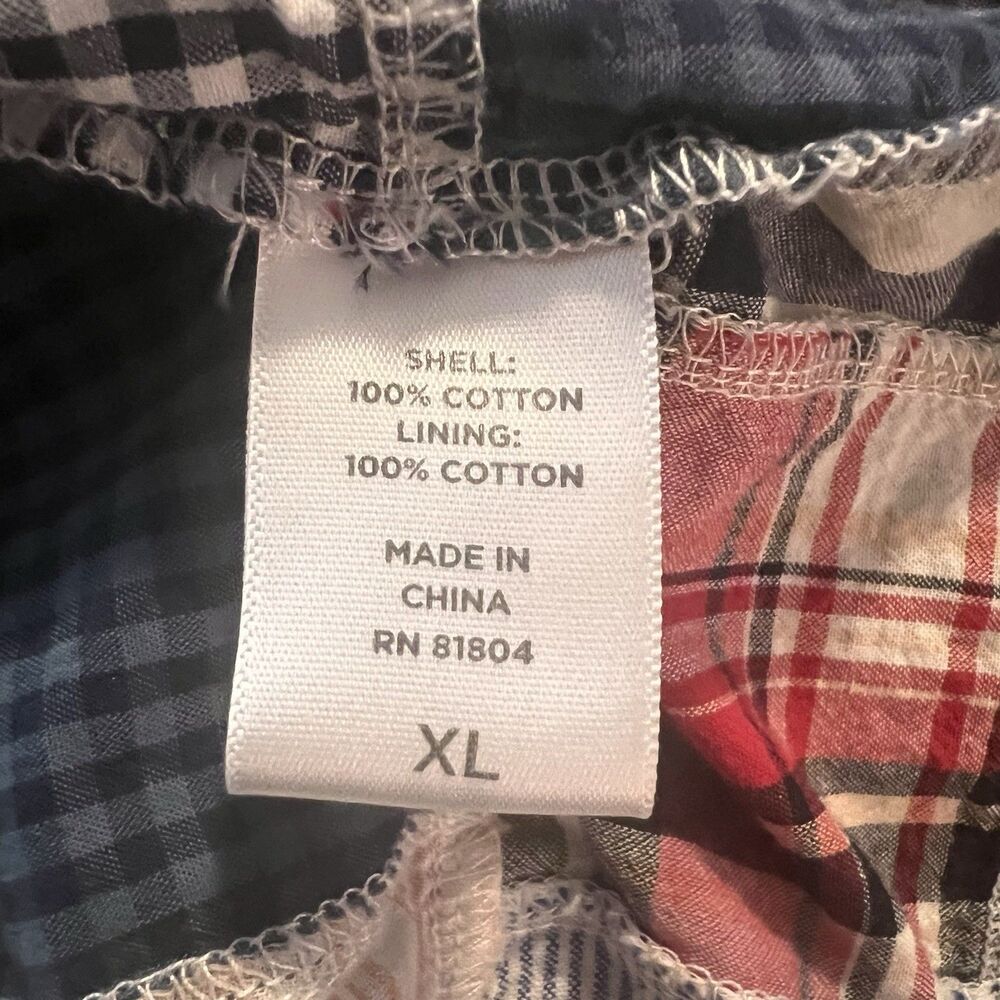 SHELL:
100% COTTON
LINING:
100% COTTON
MADE IN
CHINA
RN 81804
XL